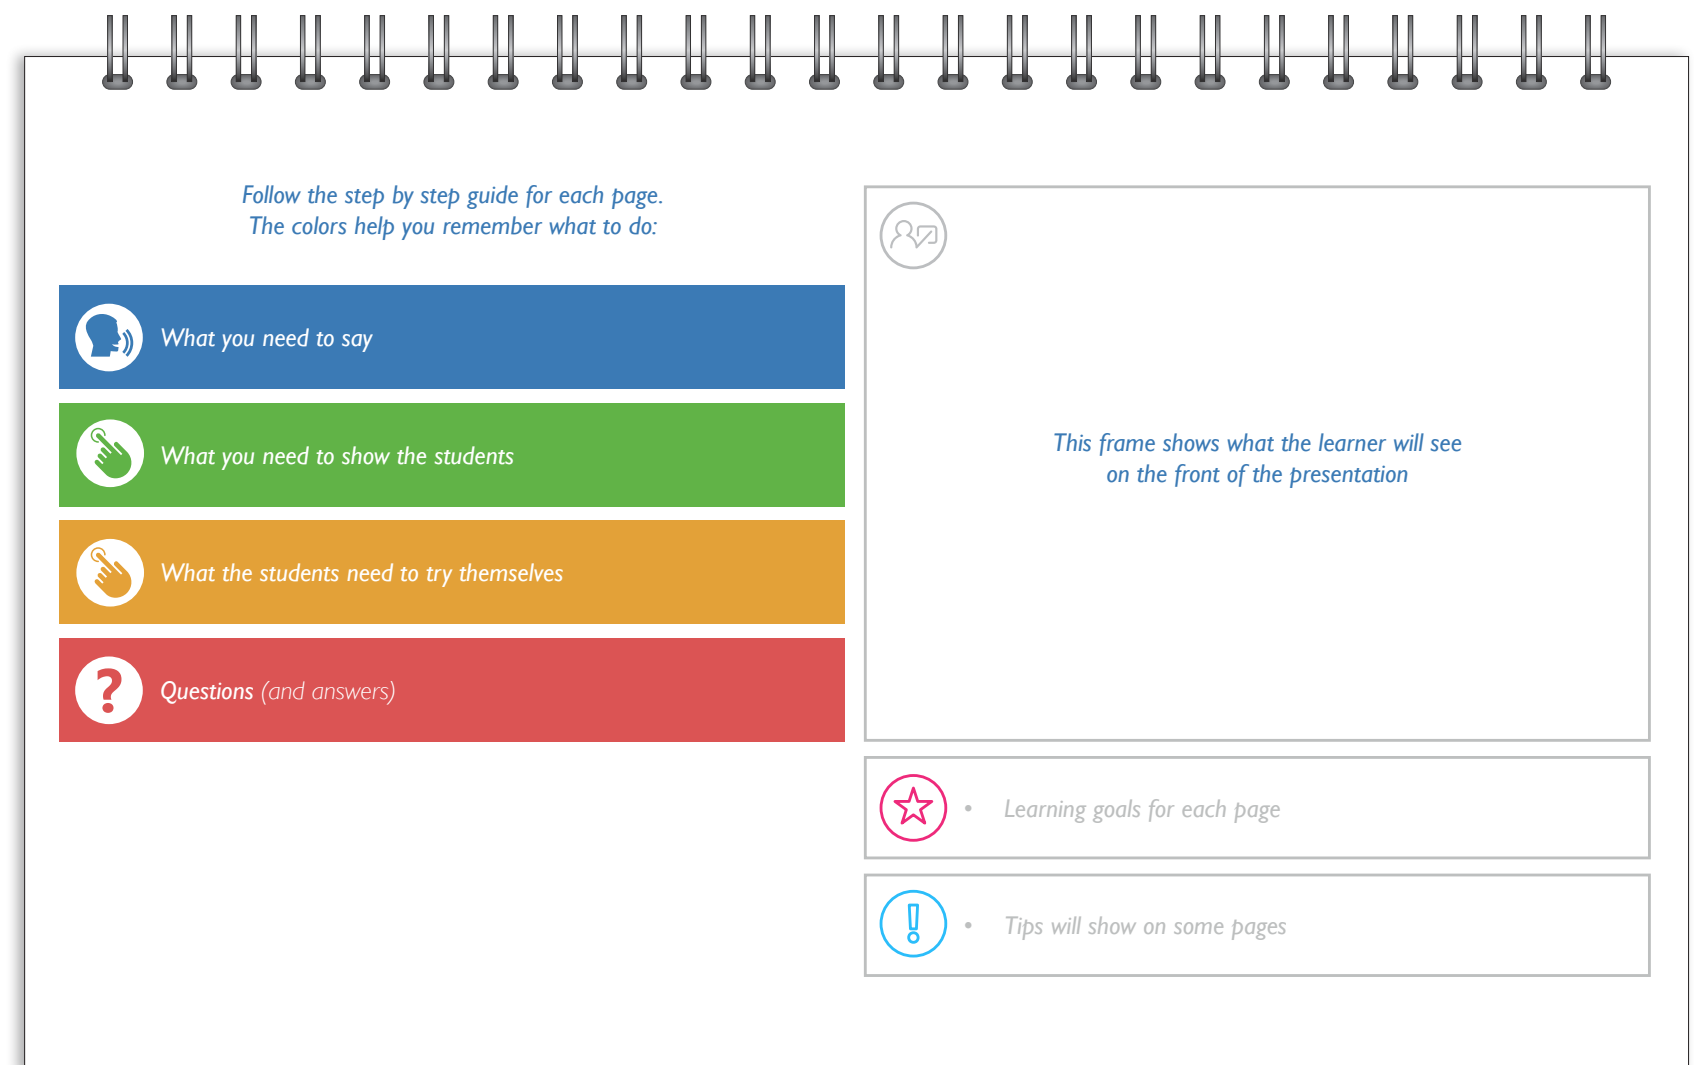 Follow the step by step guide for each page.
The colors help you remember what to do:
What you need to say
What you need to show the students
What the students need to try themselves
? Questions (and answers)
This frame shows what the learner will see
on the front of the presentation
• Learning goals for each page
• Tips will show on some pages